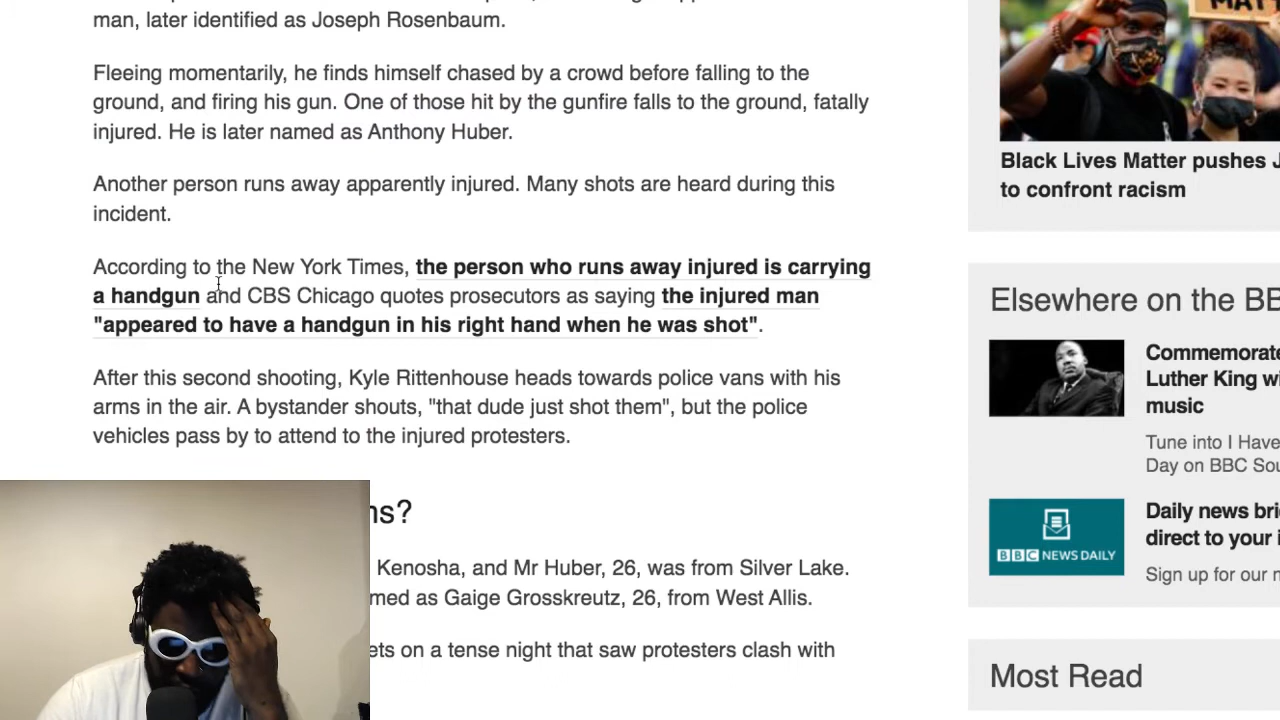 man, later identified as Joseph Rosenbaum.
Fleeing momentarily, he finds himself chased by a crowd before falling to the
ground, and firing his gun. One of those hit by the gunfire falls to the ground, fatally
injured. He is later named as Anthony Huber.
Another person runs away apparently injured. Many shots are heard during this
incident.
According to the New York Times, the person who runs away injured is carrying
a handgun and CBS Chicago quotes prosecutors as saying the injured man
"appeared to have a handgun in his right hand when he was shot".
After this second shooting, Kyle Rittenhouse heads towards police vans with his
arms in the air. A bystander shouts, "that dude just shot them", but the police
vehicles pass by to attend to the injured protesters.
ns?
Kenosha, and Mr Huber, 26, was from Silver Lake.
med as Gaige Grosskreutz, 26, from West Allis.
ets on a tense night that saw protesters clash with
Black Lives Matter pushes J
to confront racism
Elsewhere on the BB
Commemorate
Luther King wi
music
Tune into I Have
Day on BBC Sou
BBC NEWS DAILY
Daily news bri
direct to your i
Sign up for our n
Most Read